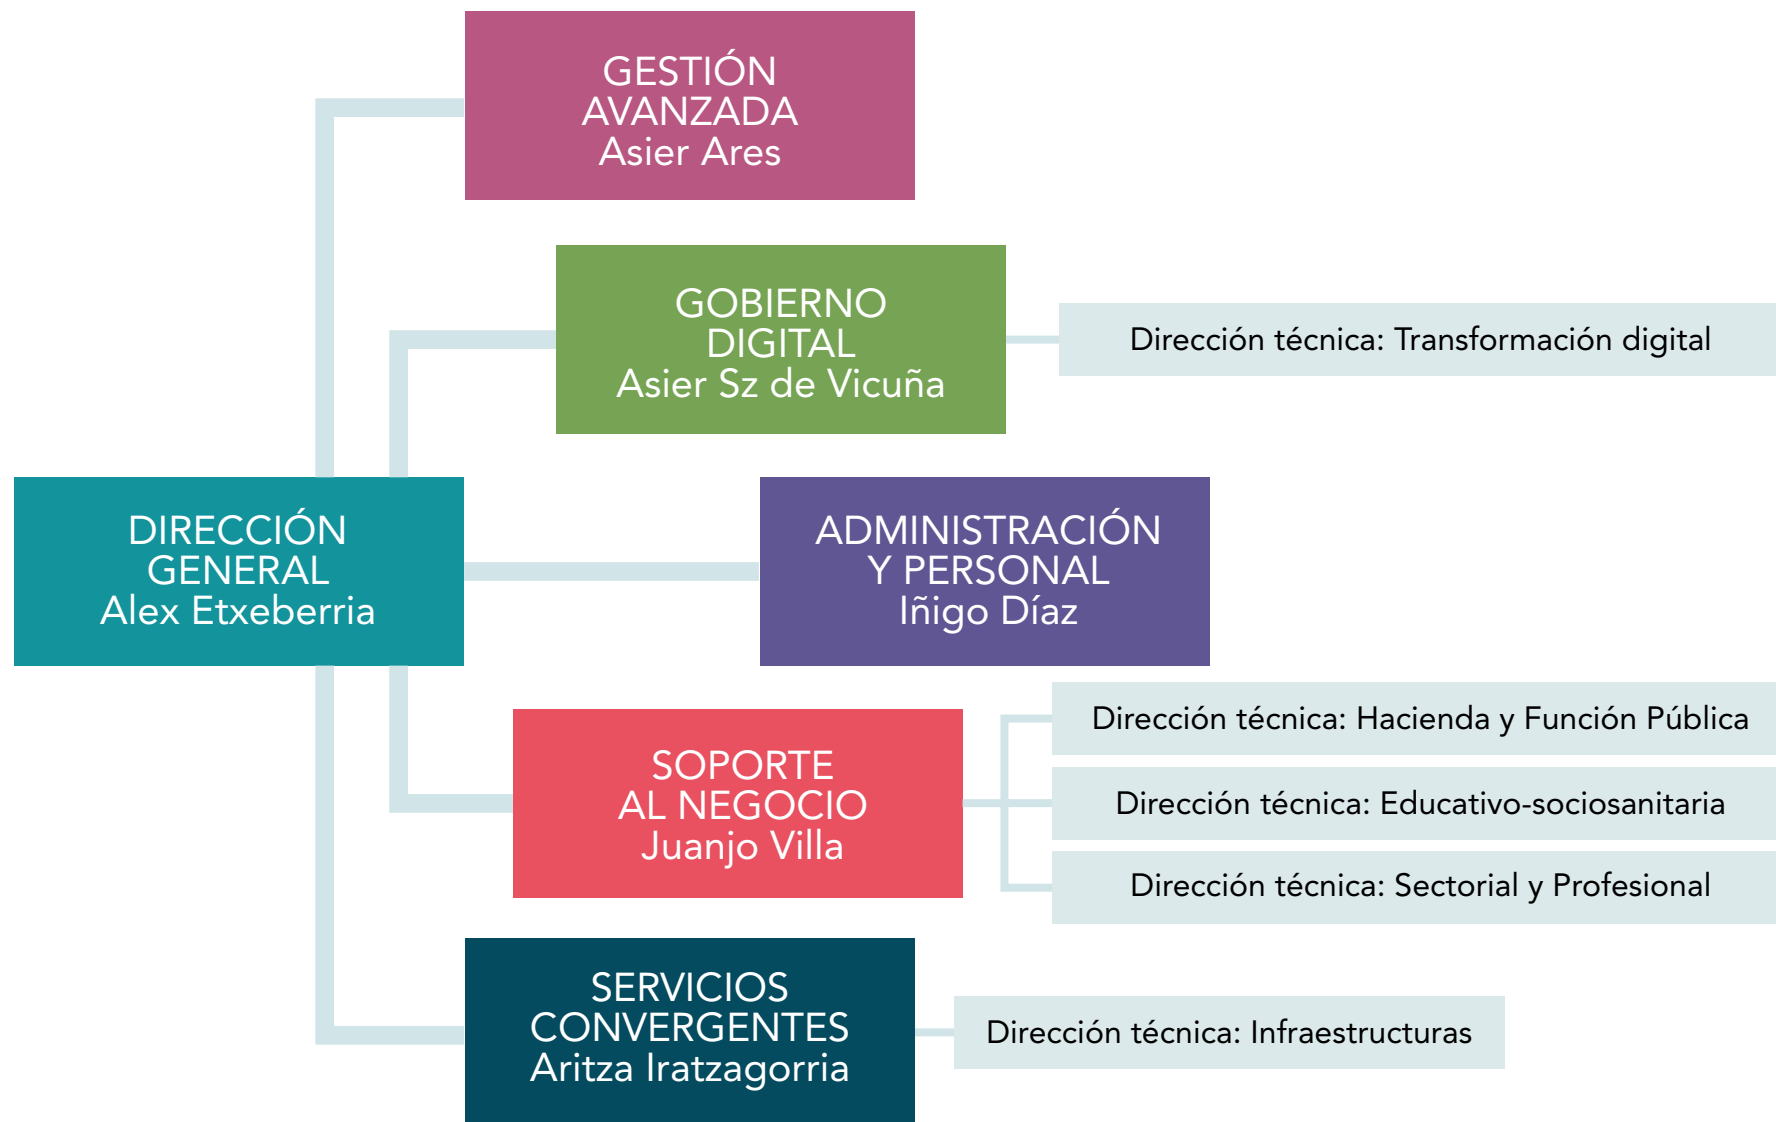 GESTIÓN
AVANZADA
Asier Ares
GOBIERNO
DIGITAL
Asier Sz de Vicuña
Dirección técnica: Transformación digital
DIRECCIÓN
GENERAL
Alex Etxeberria
ADMINISTRACIÓN
Y PERSONAL
Iñigo Díaz
SOPORTE
AL NEGOCIO
Juanjo Villa
Dirección técnica: Hacienda y Función Pública
Dirección técnica: Educativo-sociosanitaria
Dirección técnica: Sectorial y Profesional
SERVICIOS
CONVERGENTES
Aritza Iratzagorria
Dirección técnica: Infraestructuras